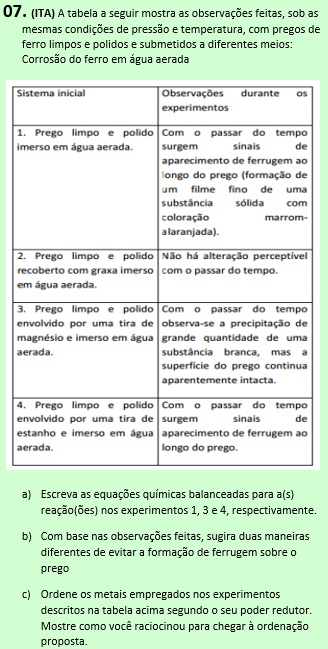 07. (ITA) A tabela a seguir mostra as observações feitas, sob as
mesmas condições de pressão e temperatura, com pregos de
ferro limpos e polidos e submetidos a diferentes meios:
Corrosão do ferro em água aerada
Sistema inicial
Observações durante os
experimentos
1. Prego limpo e polido
imerso em água aerada.
Com o passar do tempo
surgem sinais de
aparecimento de ferrugem ao
longo do prego (formação de
um filme fino de uma
substância sólida com
coloração marrom-
alaranjada).
2. Prego limpo e polido
recoberto com graxa imerso
em água aerada.
Não há alteração perceptível
com o passar do tempo.
3. Prego limpo e polido
envolvido por uma tira de
magnésio e imerso em água
aerada.
Com o passar do tempo
observa-se a precipitação de
grande quantidade de uma
substância branca, mas a
superfície do prego continua
aparentemente intacta.
4. Prego limpo e polido
envolvido por uma tira de
estanho e imerso em água
aerada.
Com o passar do tempo
surgem sinais de
aparecimento de ferrugem ao
longo do prego.
a) Escreva as equações químicas balanceadas para a(s)
reação(ões) nos experimentos 1, 3 e 4, respectivamente.
b) Com base nas observações feitas, sugira duas maneiras
diferentes de evitar a formação de ferrugem sobre o
prego
c) Ordene os metais empregados nos experimentos
descritos na tabela acima segundo o seu poder redutor.
Mostre como você raciocinou para chegar à ordenação
proposta.